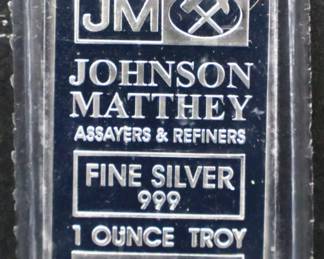 JM
JOHNSON
MATTHEY
ASSAYERS & REFINERS
FINE SILVER
999
1 OUNCE TROY